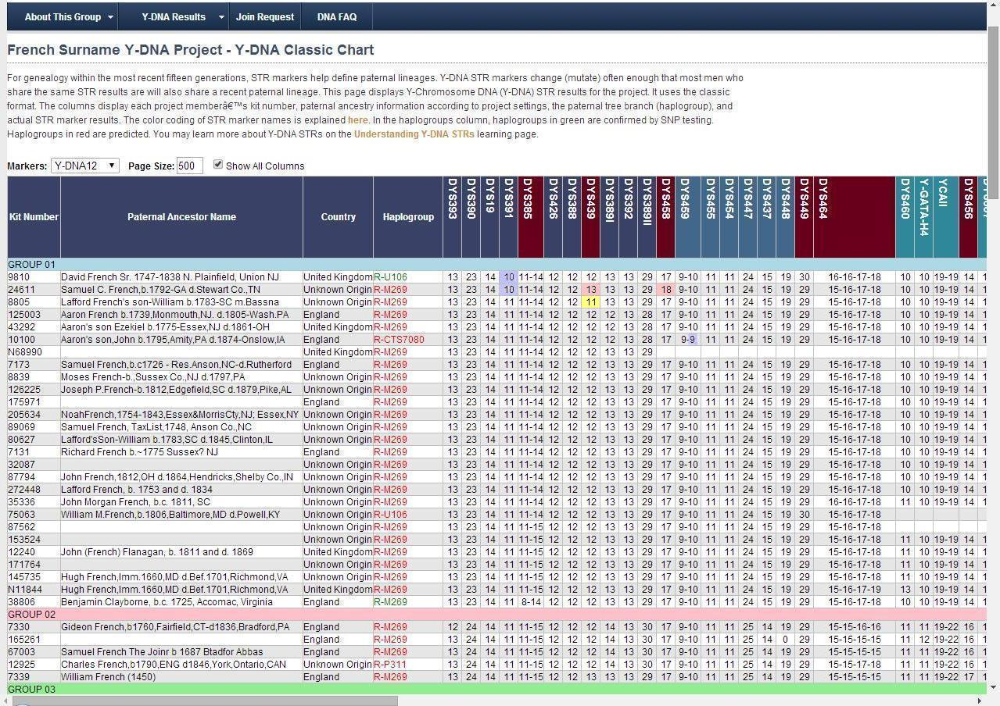 About This Group Y-DNA Results Join Request DNA FAQ
French Surname Y-DNA Project - Y-DNA Classic Chart
For genealogy within the most recent fifteen generations, STR markers help define paternal lineages. Y-DNA STR markers change (mutate) often enough that most men who
share the same STR results are will also share a recent paternal lineage. This page displays Y-Chromosome DNA (Y-DNA) STR results for the project. It uses the classic
format. The columns display each project memberâ€™s kit number, paternal ancestry information according to project settings, the paternal tree branch (haplogroup), and
actual STR marker results. The color coding of STR marker names is explained here. In the haplogroups column, haplogroups in green are confirmed by SNP testing.
Haplogroups in red are predicted. You may learn more about Y-DNA STRs on the Understanding Y-DNA STRs learning page.
Markers: Y-DNA12 Page Size: 500 Show All Columns
Kit Number Paternal Ancestor Name Country Haplogroup DYS393 DYS390 DYS19 DYS391 DYS385 DYS426 DYS388 DYS439 DYS389I DYS392 DYS389II DYS458 DYS459 DYS455 DYS454 DYS447 DYS437 DYS448 DYS449 DYS464 DYS460 Y-GATA-H4 YCAII DYS456
GROUP 01
9810 David French Sr. 1747-1838 N. Plainfield, Union NJ United Kingdom R-U106 13 23 14 10 11-14 12 12 12 13 13 29 17 9-10 11 11 24 15 19 30 16-16-17-18 10 10 19-19 14 1
24611 Samuel C. French,b.1792-GA d.Stewart Co.,TN Unknown Origin R-M269 13 23 14 10 11-14 12 12 13 13 13 29 18 9-10 11 11 24 15 19 29 15-16-17-18 10 10 19-19 14 1
8805 Lafford French's son-William b.1783-SC m.Bassna Unknown Origin R-M269 13 23 14 11 11-14 12 12 11 13 13 29 17 9-10 11 11 24 15 19 29 15-16-17-18 10 10 19-19 14 1
125003 Aaron French b.1739,Monmouth,NJ. d.1805-Wash.PA England R-M269 13 23 14 11 11-14 12 12 12 13 13 28 17 9-10 11 11 24 15 19 29 15-16-17-18 10 10 19-19 14 1
43292 Aaron's son Ezekiel b.1775-Essex,NJ d.1861-OH United Kingdom R-M269 13 23 14 11 11-14 12 12 12 12 13 28 17 9-10 11 11 24 15 19 29 15-16-17-18 10 10 19-19 14 1
10100 Aaron's son,John b.1795,Amity,PA d.1874-Onslow,IA England R-CTS7080 13 23 14 11 11-14 12 12 12 12 13 28 17 9-9 11 11 24 15 19 29 15-16-17-18 10 10 19-19 14 1
N68990 United Kingdom R-M269 13 23 14 11 11-14 12 12 12 13 13 29
7173 Samuel French,b.c1726 - Res.Anson,NC-d.Rutherford England R-M269 13 23 14 11 11-14 12 12 12 13 13 29 17 9-10 11 11 24 15 19 29 15-16-17-18 10 10 19-19 14 1
8839 Moses French-b.,Sussex Co.,NJ d.1797,PA Unknown Origin R-M269 13 23 14 11 11-14 12 12 12 13 13 29 17 9-10 11 11 24 15 19 29 15-16-17-18 10 10 19-19 14 1
126225 Joseph P.French-b.1812,Edgefield,SC d.1879,Pike,AL Unknown Origin R-M269 13 23 14 11 11-14 12 12 12 13 13 29 17 9-10 11 11 24 15 19 29 15-16-17-18 10 10 19-19 14 1
175971 England R-M269 13 23 14 11 11-14 12 12 12 13 13 29 17 9-10 11 11 24 15 19 29 15-16-17-18 10 10 19-19 14 1
205634 NoahFrench,1754-1843,Essex&MorrisCty,NJ; Essex,NY Unknown Origin R-M269 13 23 14 11 11-14 12 12 12 13 13 29 17 9-10 11 11 24 15 19 29 15-16-17-18 10 10 19-19 14 1
89069 Samuel French, TaxList,1748, Anson Co.,NC Unknown Origin R-M269 13 23 14 11 11-14 12 12 12 13 13 29 17 9-10 11 11 24 15 19 29 15-16-17-18 10 10 19-19 14 1
80627 Lafford'sSon-William b.1783,SC d.1845,Clinton,IL Unknown Origin R-M269 13 23 14 11 11-14 12 12 12 13 13 29 17 9-10 11 11 24 15 19 29 15-16-17-18 10 10 19-19 14 1
7131 Richard French b.~1775 Sussex? NJ England R-M269 13 23 14 11 11-14 12 12 12 13 13 29 17 9-10 11 11 24 15 19 29 15-16-17-18 10 10 19-19 14 1
32087 Unknown Origin R-M269 13 23 14 11 11-14 12 12 12 13 13 29 17 9-10 11 11 24 15 19 29 15-16-17-18 10 10 19-19 14 1
87794 John French,1812,OH d.1864,Hendricks,Shelby Co.,IN Unknown Origin R-M269 13 23 14 11 11-14 12 12 12 13 13 29 17 9-10 11 11 24 15 19 29 15-16-17-18 10 10 19-19 14 1
272448 Lafford French, b. 1753 and d. 1834 Unknown Origin R-M269 13 23 14 11 11-14 12 12 12 13 13 29 17 9-10 11 11 24 15 19 29 15-16-17-18 10 10 19-19 14 1
35336 John Morgan French, b.c. 1811, SC Unknown Origin R-M269 13 23 14 11 11-14 12 12 12 13 13 29 17 9-10 11 11 24 15 19 29 16-16-17-18 11 10 19-19 14 1
75063 William M.French,b.1806,Baltimore,MD d.Powell,KY Unknown Origin R-U106 13 23 14 11 11-14 12 12 12 13 13 29 17 9-10 11 11 24 15 19 30 15-16-17-18
87562 Unknown Origin R-M269 13 23 14 11 11-14 12 12 12 13 13 29 17 9-10 11 11 24 15 19 29 15-16-17-18
153524 Unknown Origin R-M269 13 23 14 11 11-15 12 12 12 13 13 29 17 9-10 11 11 24 15 19 29 15-16-17-18 11 10 19-19 14 1
12240 John (French) Flanagan, b. 1811 and d. 1869 United Kingdom R-M269 13 23 14 11 11-15 12 12 12 13 13 29 17 9-10 11 11 24 15 19 29 15-16-17-18 11 10 19-19 14 1
171764 Unknown Origin R-M269 13 23 14 11 11-15 12 12 12 13 13 29 17 9-10 11 11 24 15 19 29 15-16-17-18 11 10 19-19 14 1
145735 Hugh French,Imm.1660,MD d.Bef.1701,Richmond,VA Unknown Origin R-M269 13 23 14 11 11-15 12 12 12 13 13 29 17 9-10 11 11 24 15 19 29 15-16-17-18 11 10 19-19 14 1
N11844 Hugh French,Imm.1660,MD d.Bef.1701,Richmond,VA United Kingdom R-M269 13 23 14 11 11-15 12 12 12 13 13 29 17 9-10 11 11 24 15 19 29 15-16-17-19 13 10 19-19 14 1
38806 Benjamin Clayborne, b.c. 1725, Accomac, Virginia England R-M269 13 23 14 11 8-14 12 12 12 13 13 29 17 9-10 11 11 24 15 19 29 15-16-17-18 10 10 19-19 14 1
GROUP 02
7330 Gideon French,b1760,Fairfield,CT-d1836,Bradford,PA England R-M269 12 24 14 11 11-15 12 12 12 14 13 30 17 9-10 11 11 25 14 19 29 15-15-16-16 11 11 19-22 16 1
165261 England R-M269 13 24 14 11 11-15 12 12 12 14 13 30 17 9-10 11 11 25 14 0 29 15-15-15-15 11 12 19-22 16 1
67003 Samuel French The Joinr b 1687 Btadfor Abbas England R-M269 13 24 14 11 11-15 12 12 12 14 13 30 17 9-10 11 11 25 14 19 29 15-15-15-15 11 11 19-22 16 1
12925 Charles French,b1790,ENG d1846,York,Ontario,CAN Unknown Origin R-P311 13 24 14 11 11-15 12 12 12 14 13 30 17 9-10 11 11 25 14 19 29 15-15-15-15 11 11 19-22 16 1
7339 William French (1450) England R-M269 13 24 14 11 11-15 12 12 13 13 13 29 17 9-10 11 11 25 14 19 29 15-15-15-15 11 11 19-22 17 1
GROUP 03